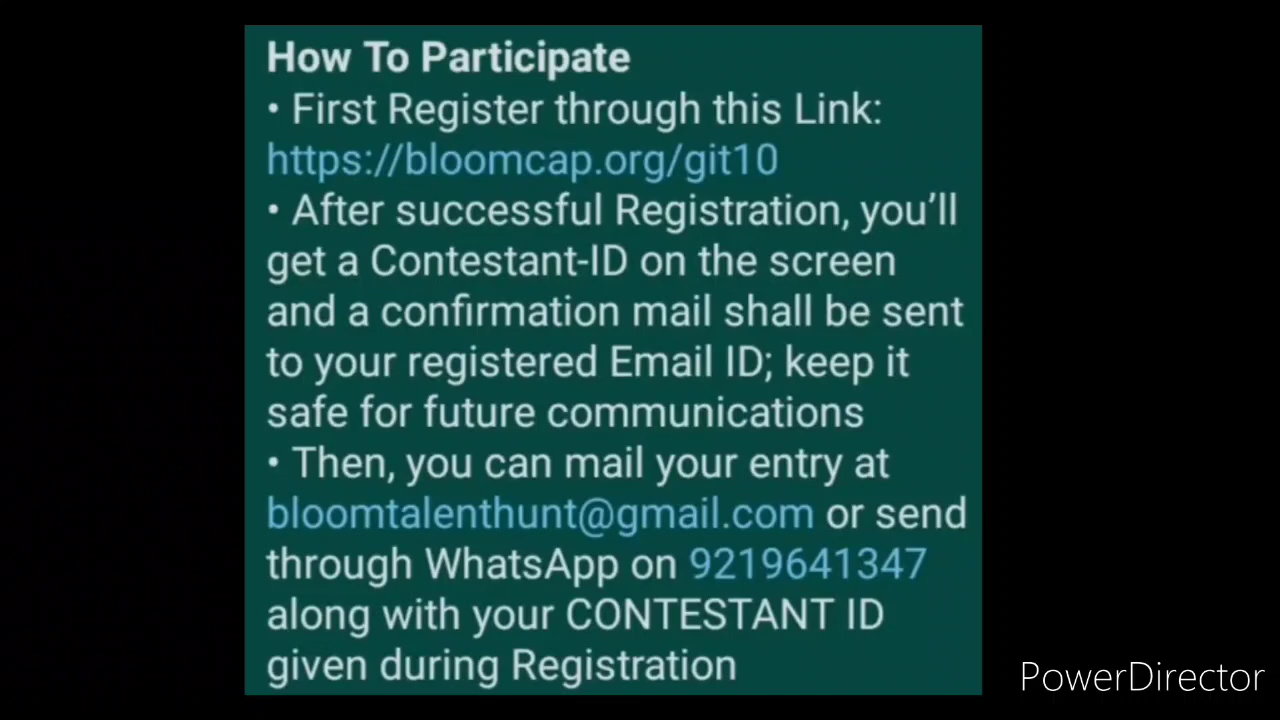 How To Participate
• First Register through this Link:
https://bloomcap.org/git10
• After successful Registration, you’ll
get a Contestant-ID on the screen
and a confirmation mail shall be sent
to your registered Email ID; keep it
safe for future communications
• Then, you can mail your entry at
bloomtalenthunt@gmail.com or send
through WhatsApp on 9219641347
along with your CONTESTANT ID
given during Registration
PowerDirector